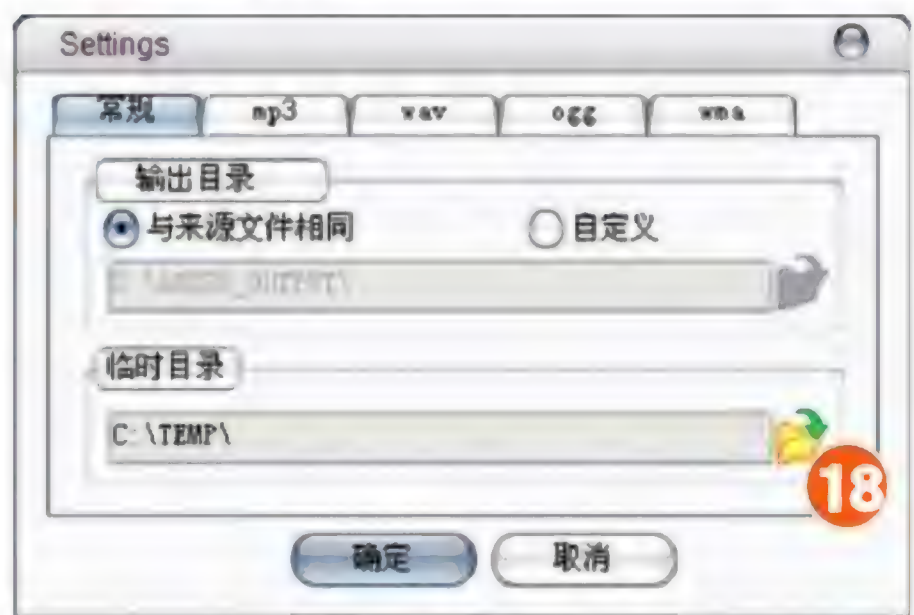 Settings
常规 mp3 wav ogg wma
输出目录
与来源文件相同 自定义
临时目录
C:\TEMP\
18
确定 取消